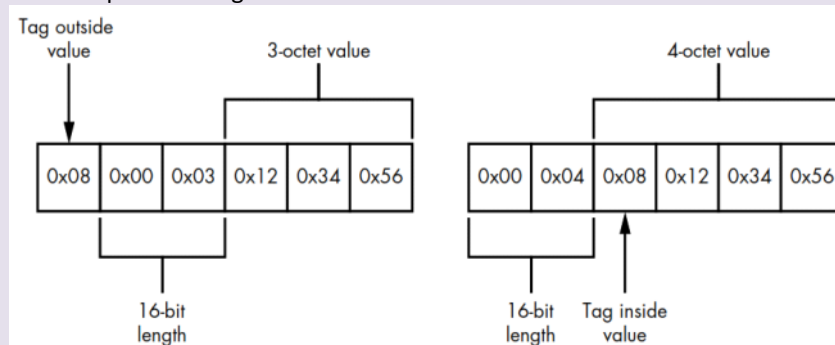 Tag outside
value
3-octet value
4-octet value
0x08 0x00 0x03 0x12 0x34 0x56
0x00 0x04 0x08 0x12 0x34 0x56
16-bit
length
16-bit
length
Tag inside
value